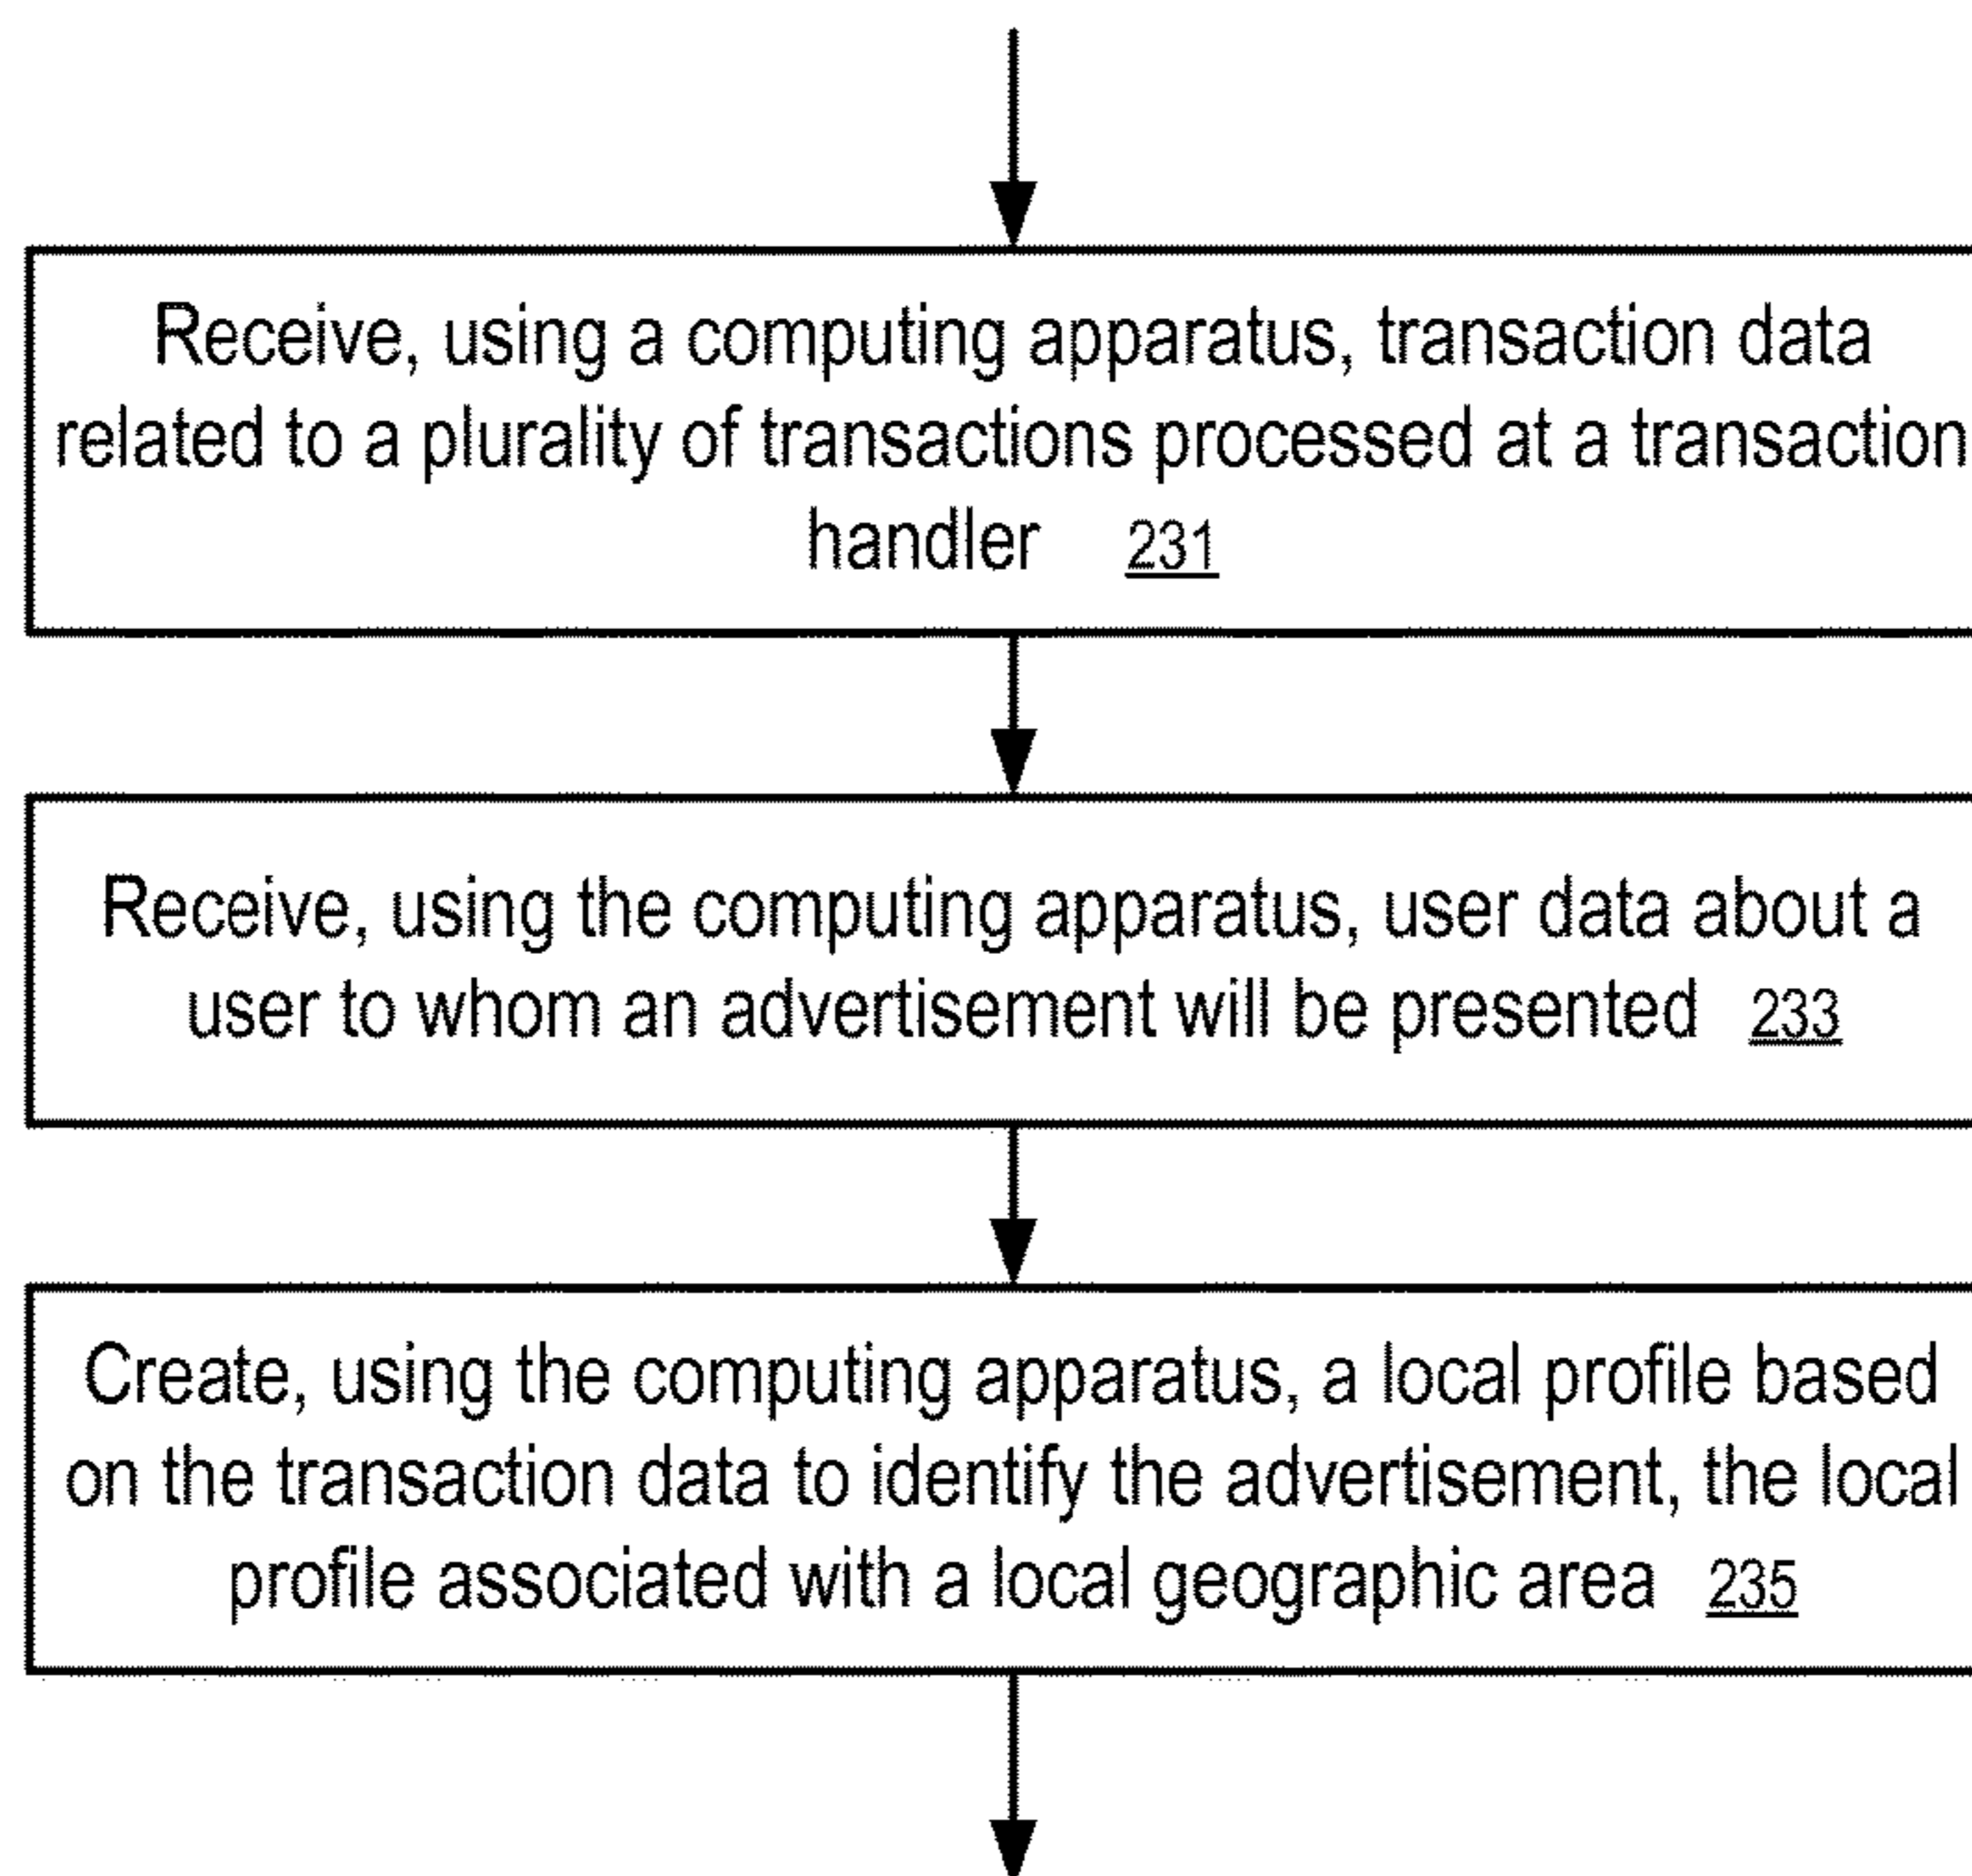 Receive, using a computing apparatus, transaction data
related to a plurality of transactions processed at a transaction
handler 231
Receive, using the computing apparatus, user data about a
user to whom an advertisement will be presented 233
Create, using the computing apparatus, a local profile based
on the transaction data to identify the advertisement, the local
profile associated with a local geographic area 235